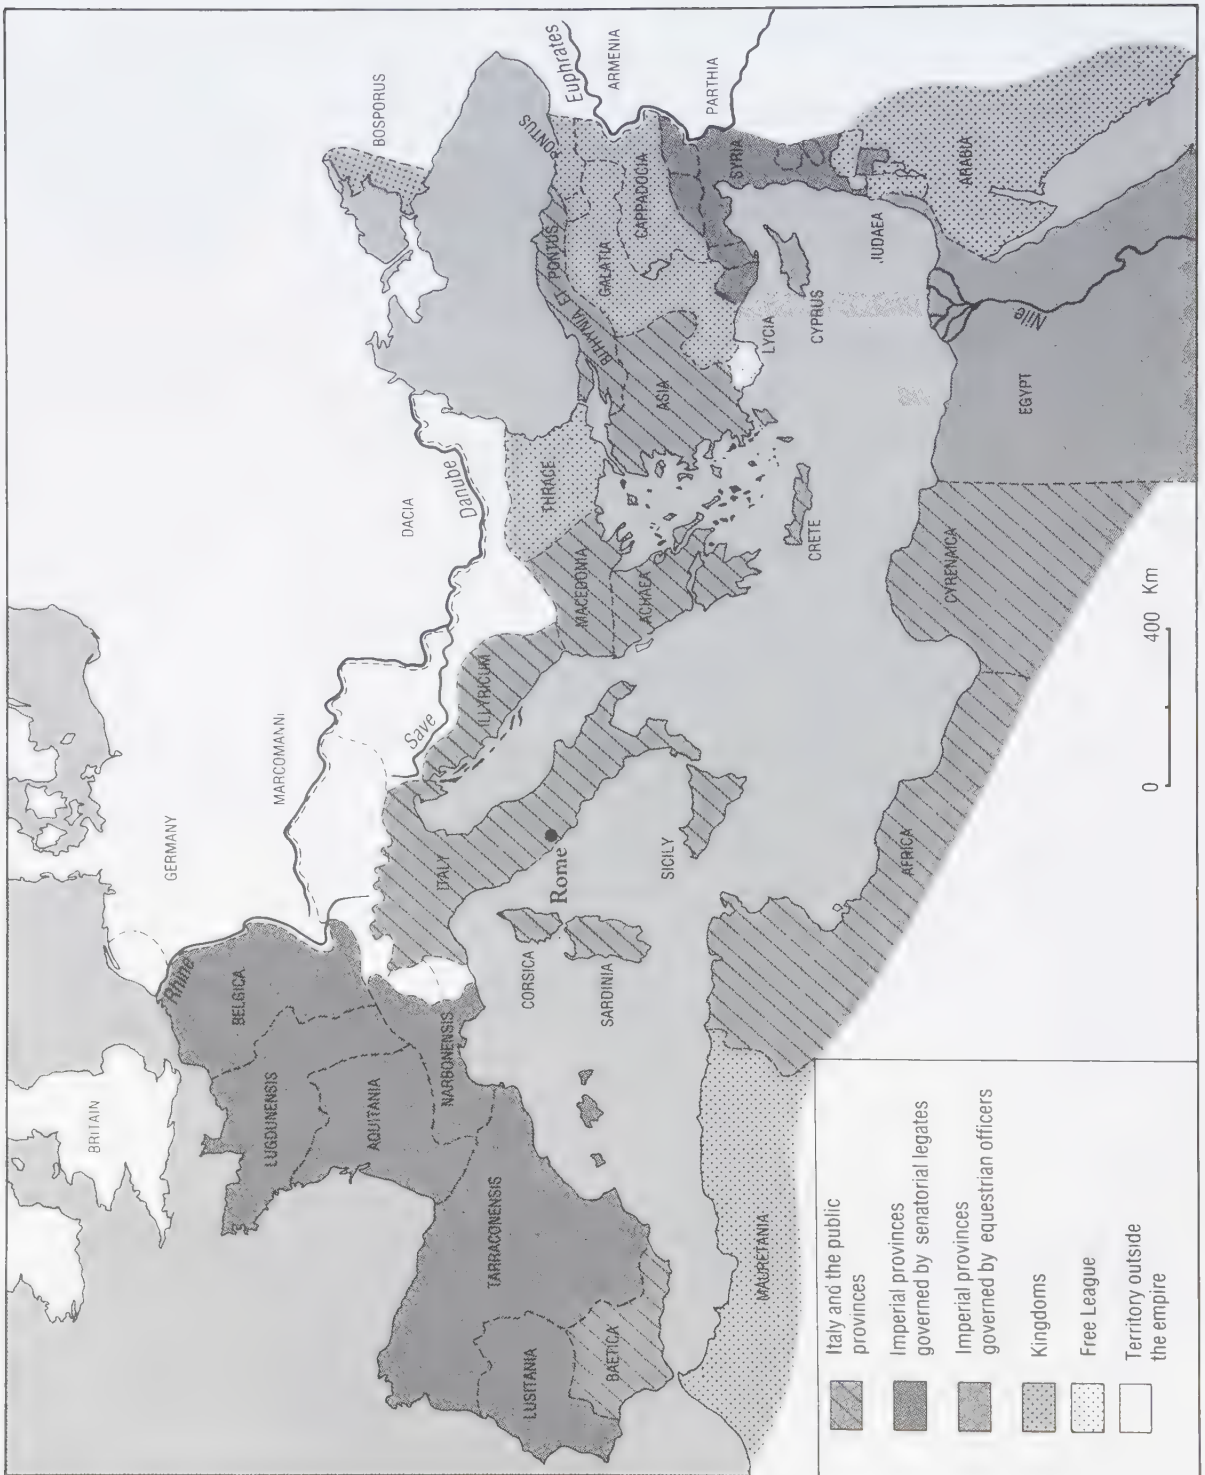 BRITAIN
GERMANY
MARCOMANNI
DACIA
BOSPORUS
Rhine
BELGICA
LUGDUNENSIS
AQUITANIA
NARBONENSIS
TARRACONENSIS
LUSITANIA
BAETICA
ITALY
Rome
CORSICA
SARDINIA
SICILY
Save
ILLYRICUM
Danube
MACEDONIA
ACHAEA
THRACE
CRETE
ASIA
BITHYNIA ET PONTUS
PONTUS
GALATIA
CAPPADOCIA
LYCIA
CYPRUS
Euphrates
ARMENIA
PARTHIA
SYRIA
JUDAEA
ARABIA
Nile
EGYPT
CYRENAICA
AFRICA
MAURETANIA
0 400 Km
Italy and the public
provinces
Imperial provinces
governed by senatorial legates
Imperial provinces
governed by equestrian officers
Kingdoms
Free League
Territory outside
the empire